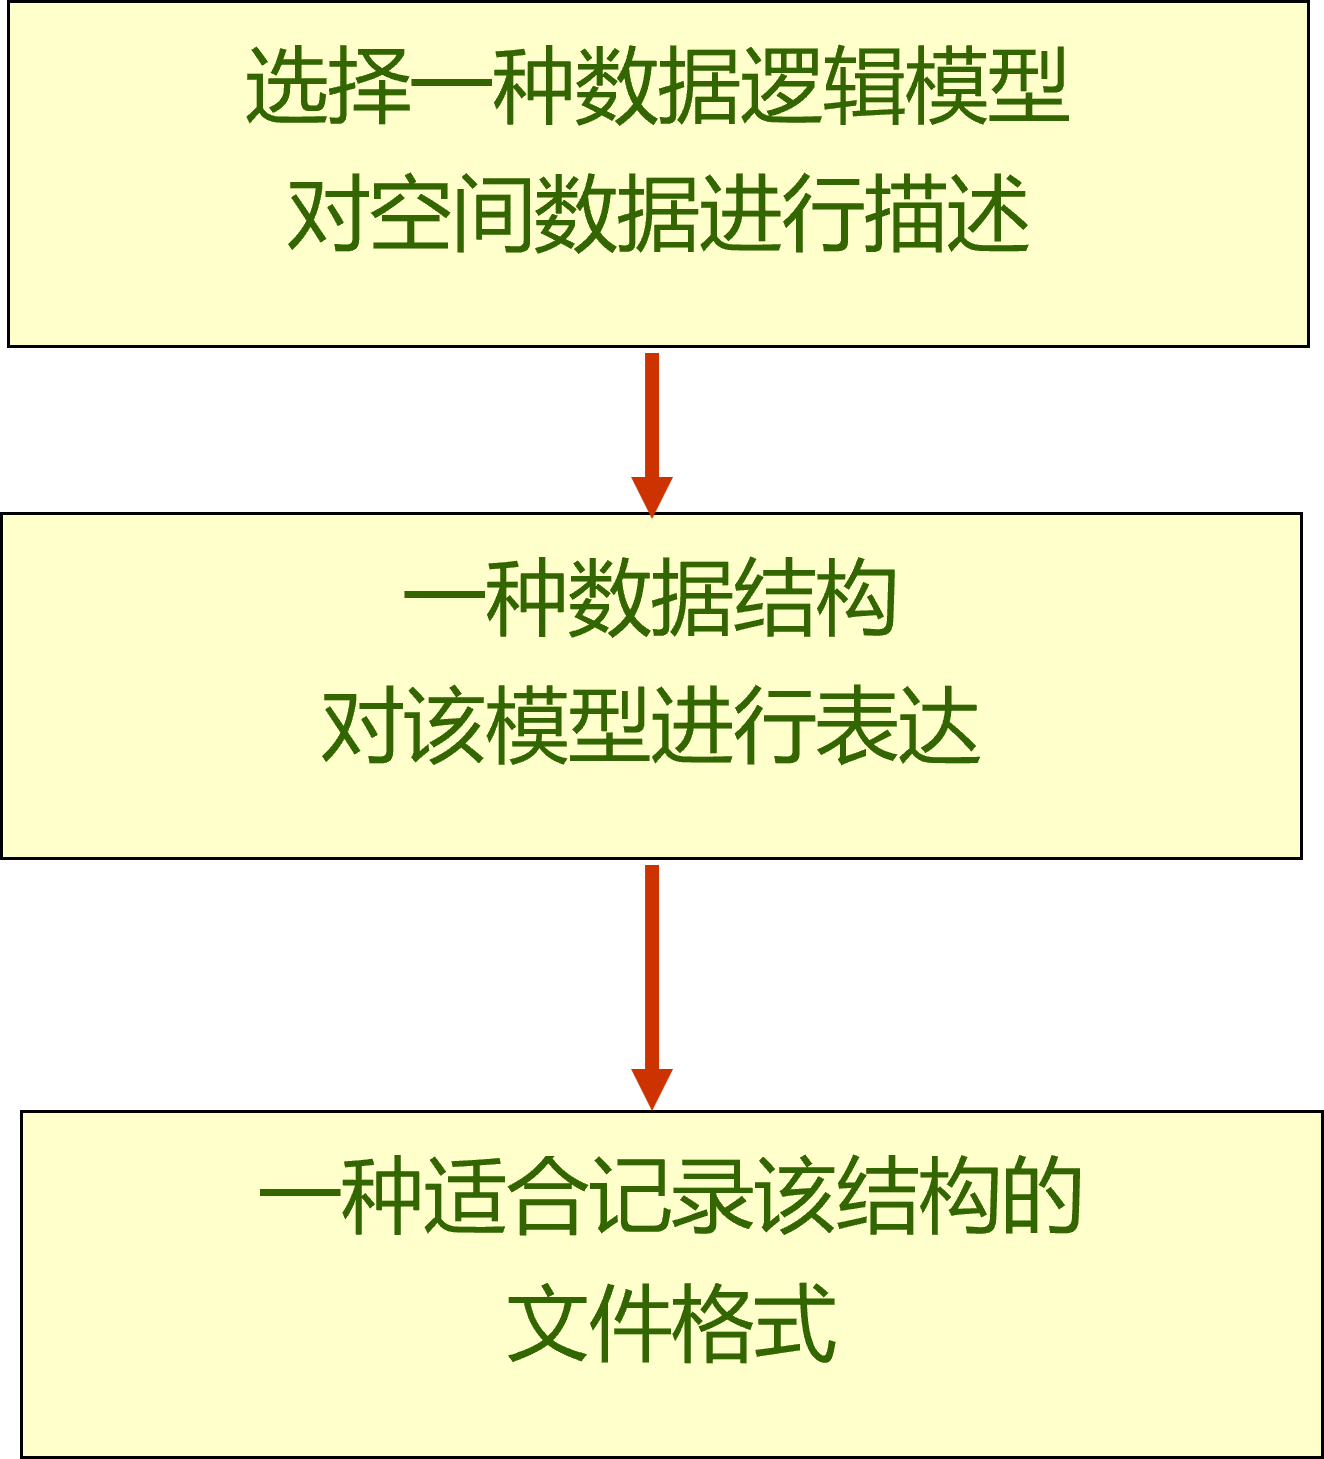 选择一种数据逻辑模型
对空间数据进行描述
一种数据结构
对该模型进行表达
一种适合记录该结构的
文件格式